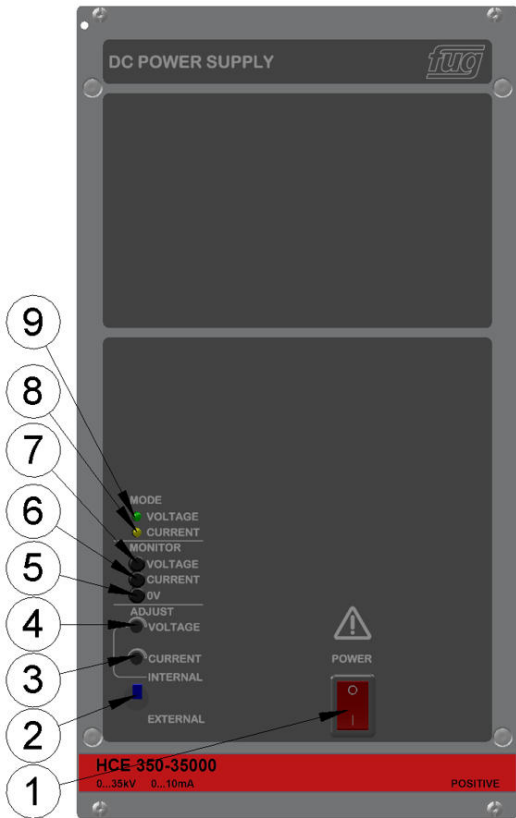 DC POWER SUPPLY
fug
9
8
7
6
5
4
3
2
1
MODE
VOLTAGE
CURRENT
MONITOR
VOLTAGE
CURRENT
0V
ADJUST
VOLTAGE
CURRENT
INTERNAL
EXTERNAL
POWER
O
I
HCE 350-35000
0...35kV 0...10mA
POSITIVE